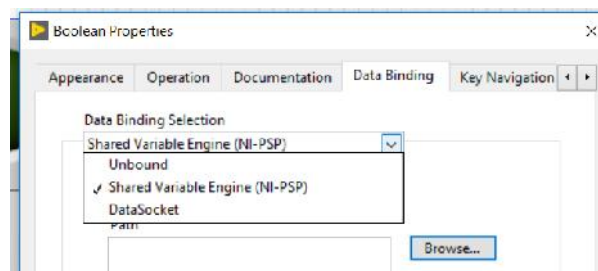 Boolean Properties
Appearance Operation Documentation Data Binding Key Navigation
Data Binding Selection
Shared Variable Engine (NI-PSP)
Unbound
Shared Variable Engine (NI-PSP)
DataSocket
Path
Browse...